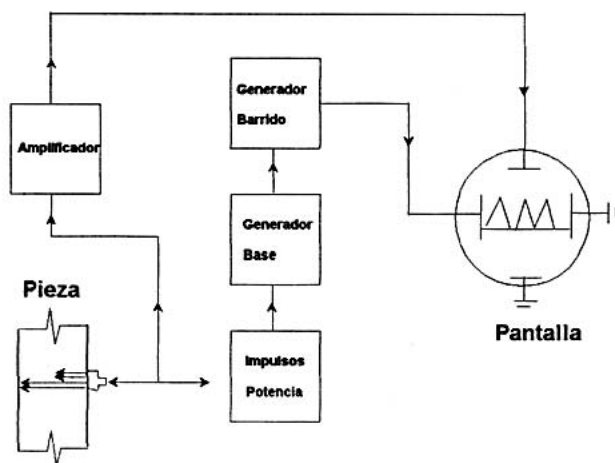 Generador
Barrido
Amplificador
Generador
Base
Pieza
Pantalla
Impulsos
Potencia